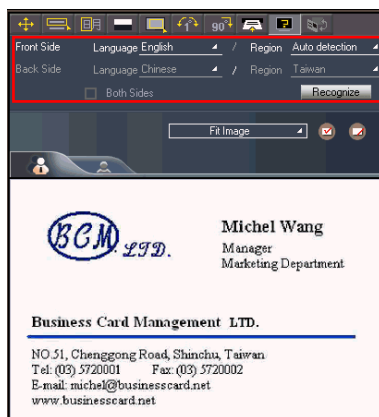 1°
90°
?
Front Side Language English / Region Auto detection
Back Side Language Chinese / Region Taiwan
Both Sides Recognize
Fit Image
BCM. LTD.
Michel Wang
Manager
Marketing Department
Business Card Management LTD.
NO.51, Chenggong Road, Shinchu, Taiwan
Tel: (03) 5720001 Fax: (03) 5720002
E-mail: michel@businesscard.net
www.businesscard.net